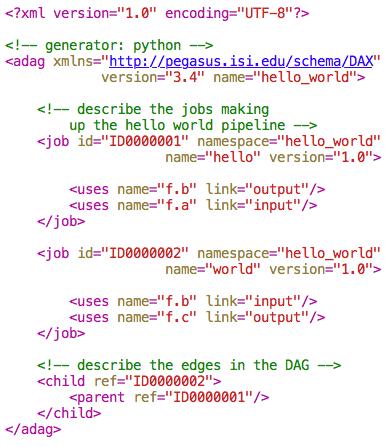 <?xml version="1.0" encoding="UTF-8"?>
<!-- generator: python -->
<adag xmlns="http://pegasus.isi.edu/schema/DAX"
version="3.4" name="hello_world">
<!-- describe the jobs making
up the hello world pipeline -->
<job id="ID0000001" namespace="hello_world"
name="hello" version="1.0">
<uses name="f.b" link="output"/>
<uses name="f.a" link="input"/>
</job>
<job id="ID0000002" namespace="hello_world"
name="world" version="1.0">
<uses name="f.b" link="input"/>
<uses name="f.c" link="output"/>
</job>
<!-- describe the edges in the DAG -->
<child ref="ID0000002">
<parent ref="ID0000001"/>
</child>
</adag>